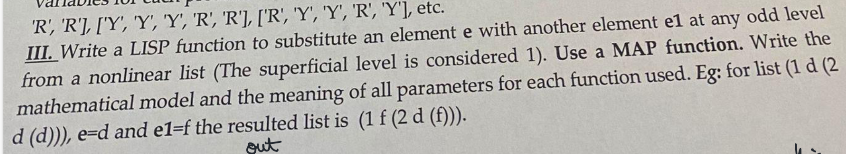 'R', 'R'], ['Y', 'Y', 'Y', 'R', 'R'], ['R', 'Y', 'Y', 'R', 'Y'], etc.
III. Write a LISP function to substitute an element e with another element e1 at any odd level
from a nonlinear list (The superficial level is considered 1). Use a MAP function. Write the
mathematical model and the meaning of all parameters for each function used. Eg: for list (1 d (2
d (d))), e=d and e1=f the resulted list is (1 f (2 d (f))).
out